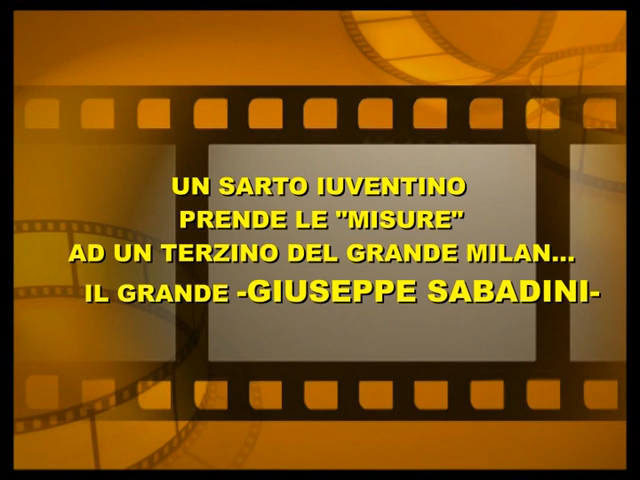 UN SARTO IUVENTINO
PRENDE LE "MISURE"
AD UN TERZINO DEL GRANDE MILAN...
IL GRANDE -GIUSEPPE SABADINI-